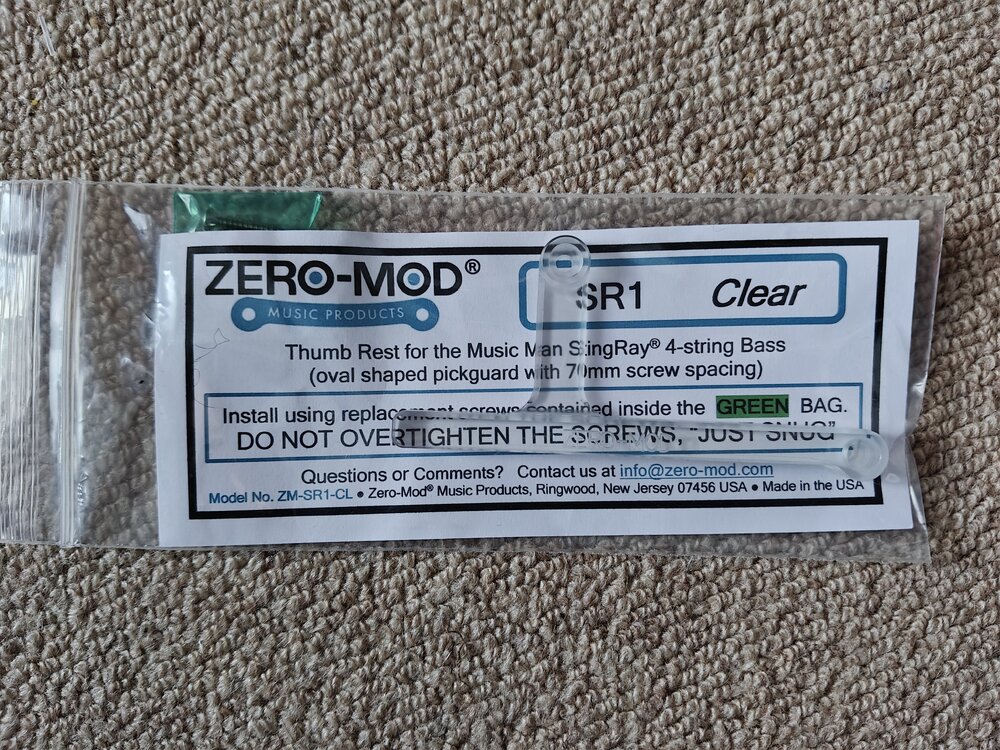 ZERO-MOD®
MUSIC PRODUCTS
SR1 Clear
Thumb Rest for the Music Man StingRay® 4-string Bass
(oval shaped pickguard with 70mm screw spacing)
Install using replacement screws contained inside the GREEN BAG.
DO NOT OVERTIGHTEN THE SCREWS, "JUST SNUG"
Questions or Comments? Contact us at info@zero-mod.com
Model No. ZM-SR1-CL ● Zero-Mod® Music Products, Ringwood, New Jersey 07456 USA ● Made in the USA